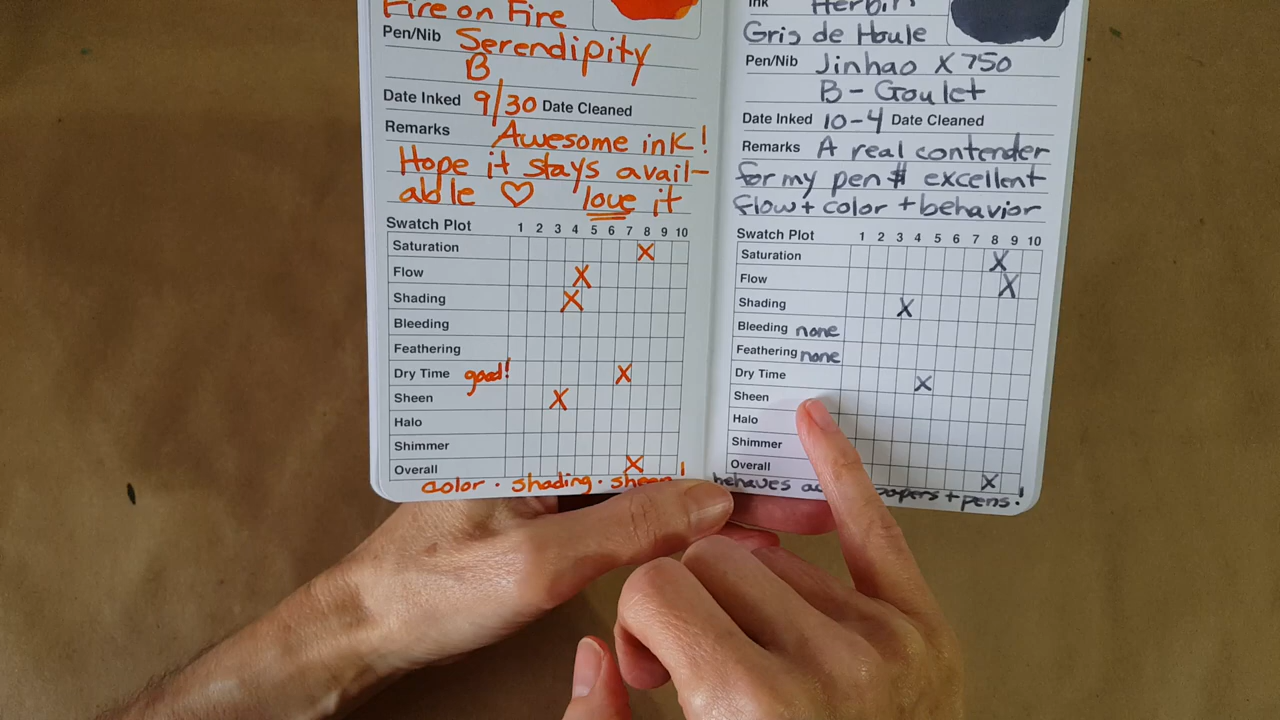 Fire on Fire
Pen/Nib Serendipity
B
Date Inked 9/30 Date Cleaned
Remarks Awesome ink!
Hope it stays avail-
able ♡ love it
Swatch Plot 1 2 3 4 5 6 7 8 9 10
Saturation X
Flow X
Shading X
Bleeding
Feathering
Dry Time good! X
Sheen X
Halo
Shimmer
Overall X
color · shading · sheen!
Ink Herbin
Gris de Houle
Pen/Nib Jinhao X750
B - Goulet
Date Inked 10-4 Date Cleaned
Remarks A real contender
for my pen # excellent
flow + color + behavior
Swatch Plot 1 2 3 4 5 6 7 8 9 10
Saturation X
Flow X
Shading X
Bleeding none
Feathering none
Dry Time X
Sheen
Halo
Shimmer
Overall X
behaves papers + pens!